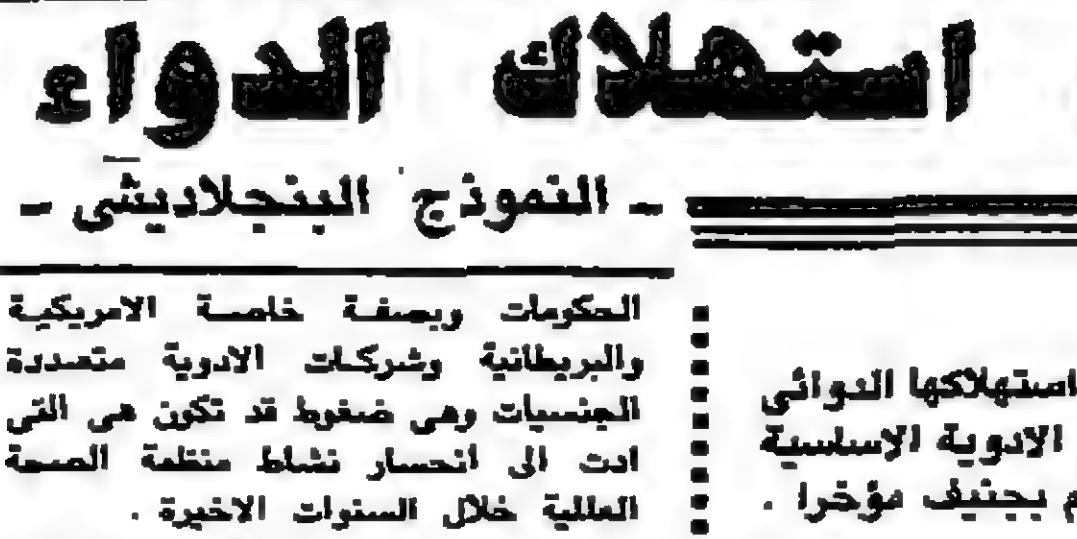 استهلاك الدواء
ـ النموذج البنجلاديشى ـ
استهلاكها الدوائى
الادوية الاساسية
م بجنيف مؤخرا .
الحكومات وبصفة خاصة الامريكية
والبريطانية وشركات الادوية متعددة
الجنسيات وهى ضغوط قد تكون هى التى
ادت الى انحسار نشاط منظمة الصحة
العالمية خلال السنوات الاخيرة .